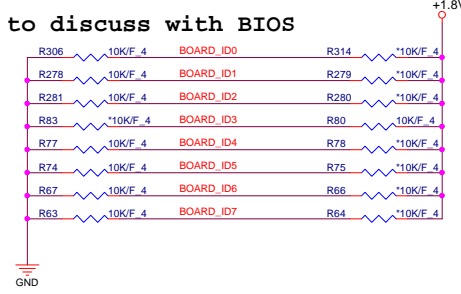 +1.8V
to discuss with BIOS
R306 10K/F_4 BOARD_ID0 R314 *10K/F_4
R278 10K/F_4 BOARD_ID1 R279 *10K/F_4
R281 10K/F_4 BOARD_ID2 R280 *10K/F_4
R83 *10K/F_4 BOARD_ID3 R80 10K/F_4
R77 10K/F_4 BOARD_ID4 R78 *10K/F_4
R74 10K/F_4 BOARD_ID5 R75 *10K/F_4
R67 10K/F_4 BOARD_ID6 R66 *10K/F_4
R63 10K/F_4 BOARD_ID7 R64 *10K/F_4
GND